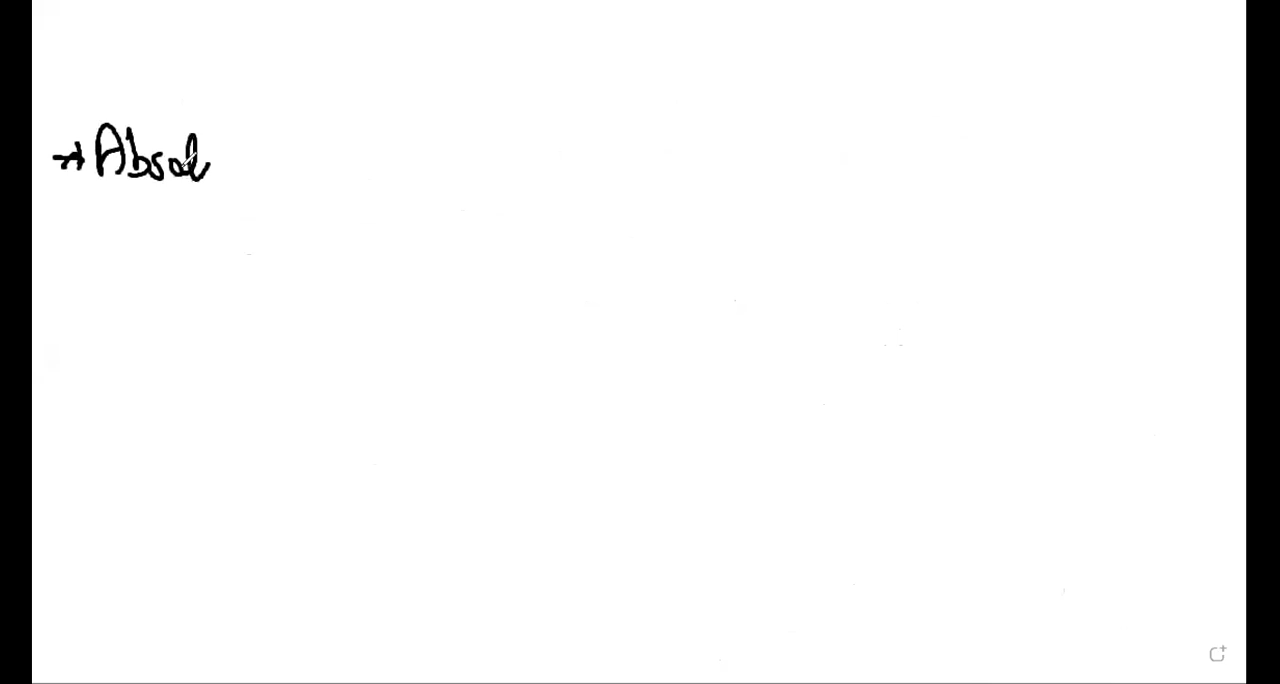 → Absol